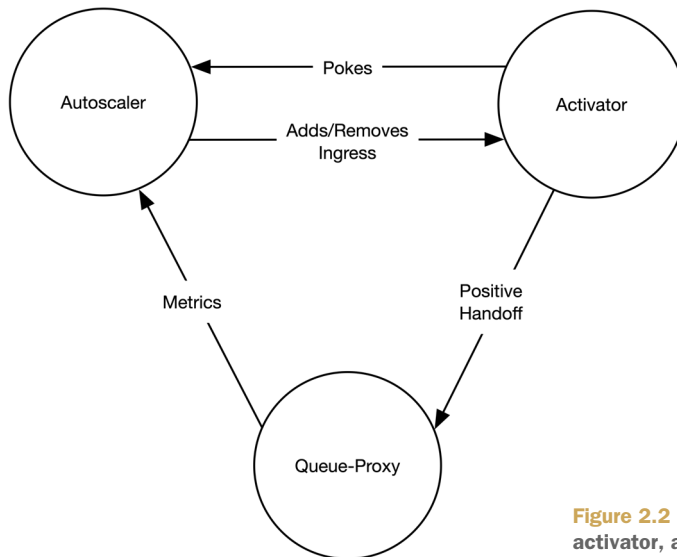 Pokes
Autoscaler
Activator
Adds/Removes
Ingress
Metrics
Positive
Handoff
Queue-Proxy
Figure 2.2
activator, a